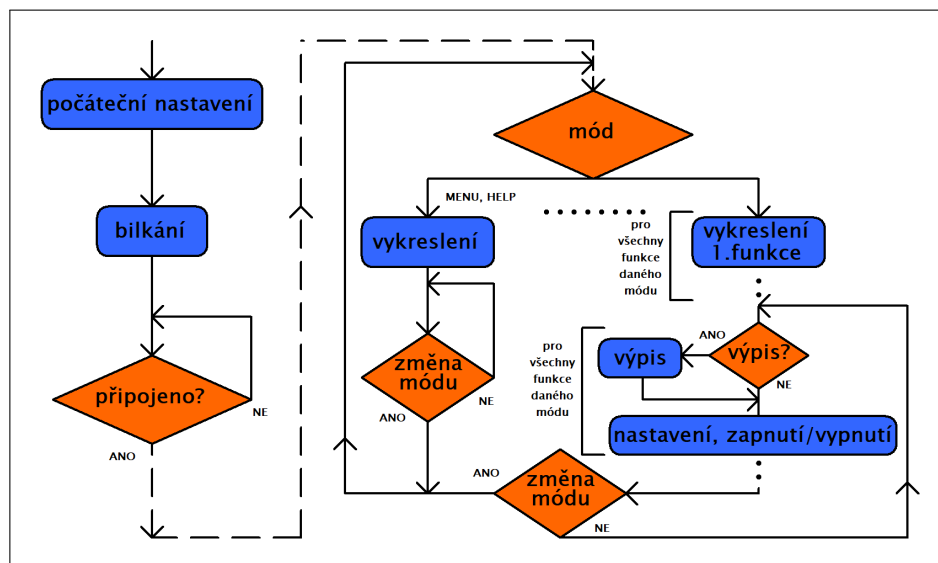 počáteční nastavení
bilkání
připojeno?
NE
ANO
mód
MENU, HELP
vykreslení
změna
módu
NE
ANO
pro
všechny
funkce
daného
módu
vykreslení
1.funkce
ANO
výpis?
NE
pro
všechny
funkce
daného
módu
výpis
nastavení, zapnutí/vypnutí
ANO
změna
módu
NE